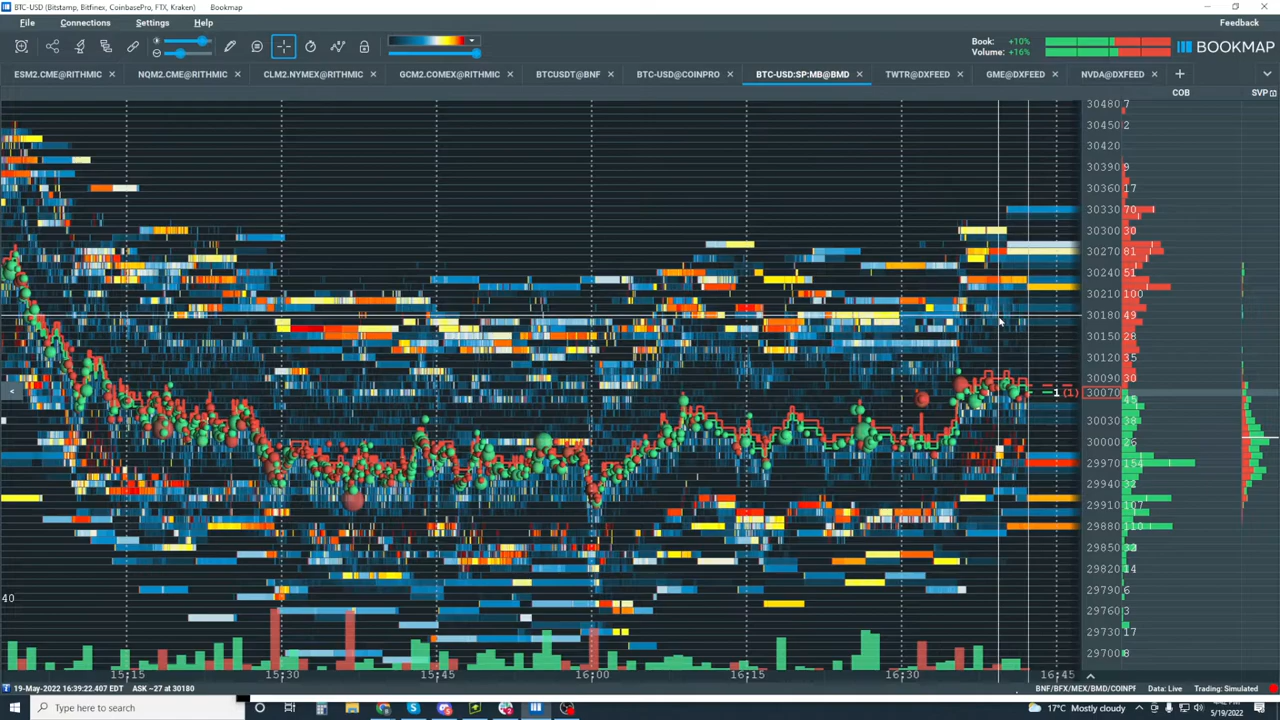 BTC-USD (Bitstamp, Bitfinex, CoinbasePro, FTX, Kraken)   Bookmap
File Connections Settings Help Feedback
Book: +10%
Volume: +16%
BOOKMAP
ESM2.CME@RITHMIC × NQM2.CME@RITHMIC × CLM2.NYMEX@RITHMIC × GCM2.COMEX@RITHMIC × BTCUSDT@BNF × BTC-USD@COINPRO × BTC-USD:SP:MB@BMD × TWTR@DXFEED × GME@DXFEED × NVDA@DXFEED × +
COB SVP
30480 7
30450 2
30420
30390 9
30360 17
30330 70
30300 30
30270 81
30240 51
30210 100
30180 49
30150 28
30120 35
30090 30
<
1 (1) 30070
45
30030 38
30000 26
29970 154
29940 32
29910 107
29880 110
29850 32
29820 14
29790 6
40
29760 3
29730 17
29700 8
15:15 15:30 15:45 16:00 16:15 16:30 16:45
19-May-2022 16:39:22.407 EDT ASK ~27 at 30180
BNF/BFX/MEX/BMD/COINPF Data: Live Trading: Simulated
Type here to search
17°C Mostly cloudy
5/19/2022